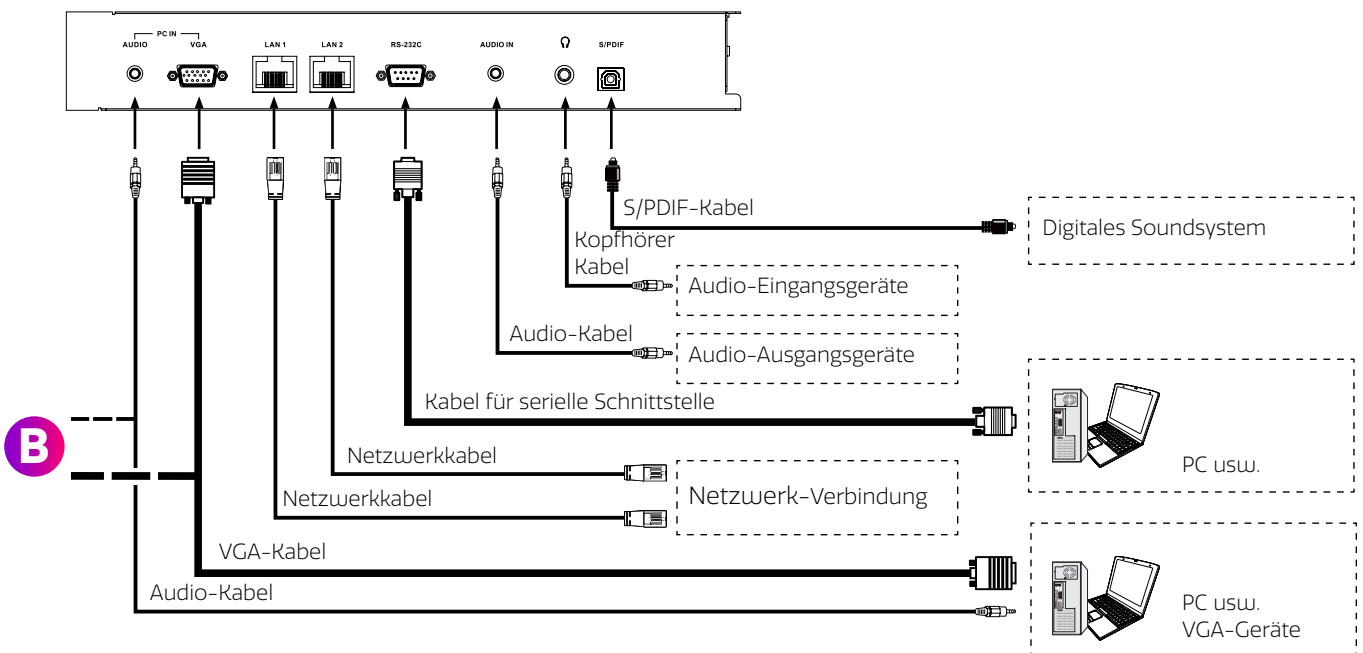 PC IN
AUDIO VGA LAN 1 LAN 2 RS-232C AUDIO IN S/PDIF
S/PDIF-Kabel
Digitales Soundsystem
Kopfhörer
Kabel
Audio-Eingangsgeräte
Audio-Kabel
Audio-Ausgangsgeräte
Kabel für serielle Schnittstelle
B
PC usw.
Netzwerkkabel
Netzwerkkabel
Netzwerk-Verbindung
VGA-Kabel
Audio-Kabel
PC usw.
VGA-Geräte